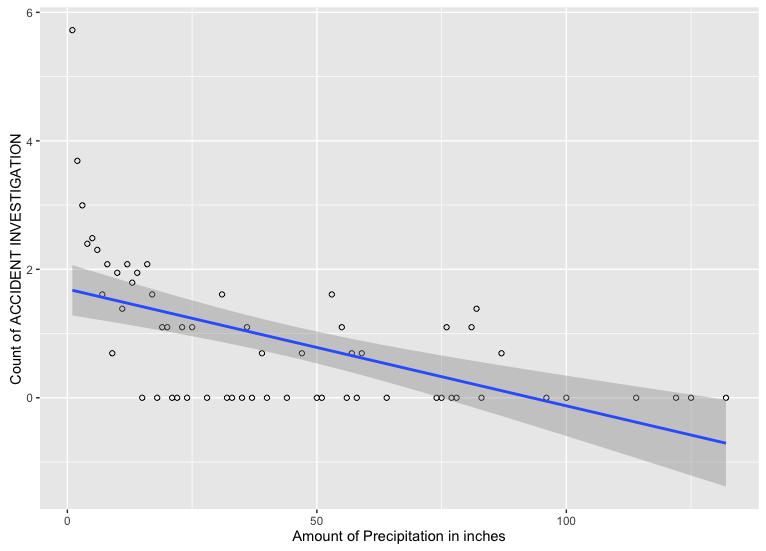 6
4
2
0
Count of ACCIDENT INVESTIGATION
0 50 100
Amount of Precipitation in inches